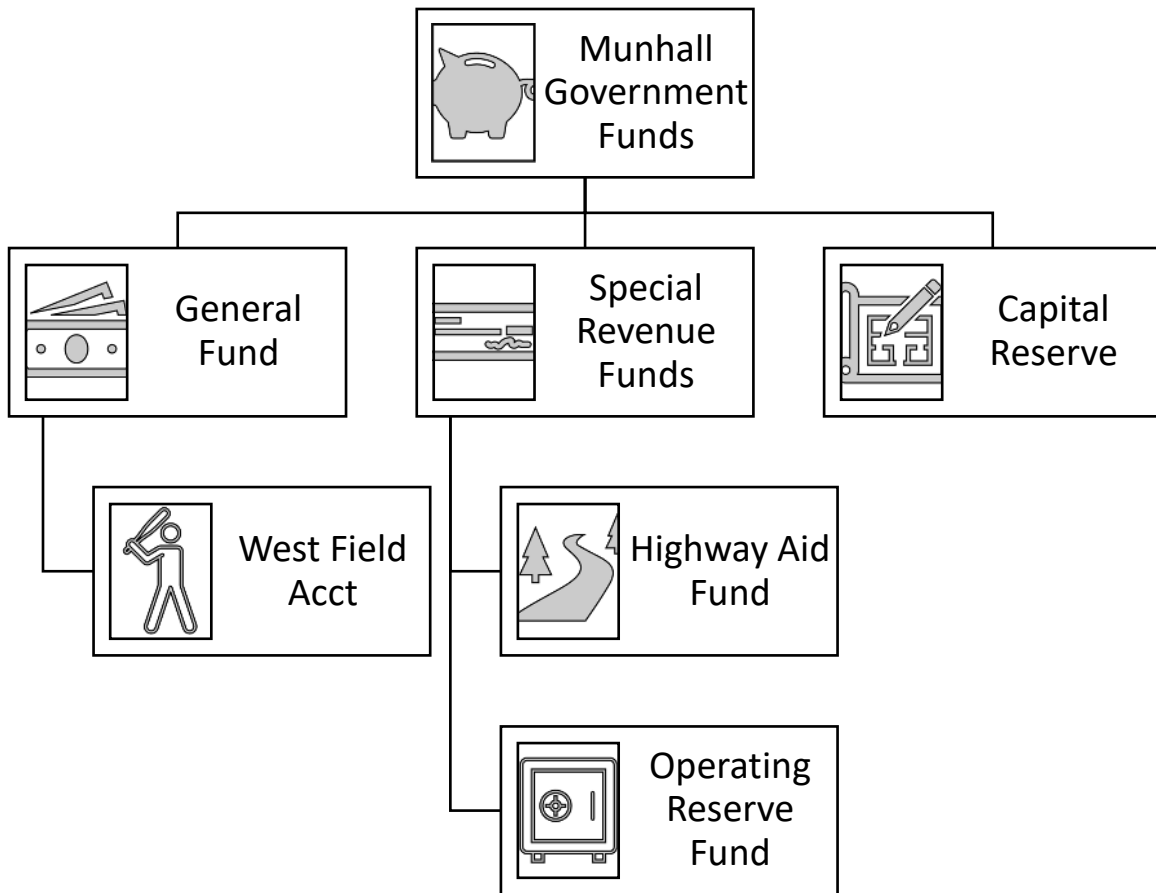 Munhall
Government
Funds
General
Fund
Special
Revenue
Funds
Capital
Reserve
West Field
Acct
Highway Aid
Fund
Operating
Reserve
Fund